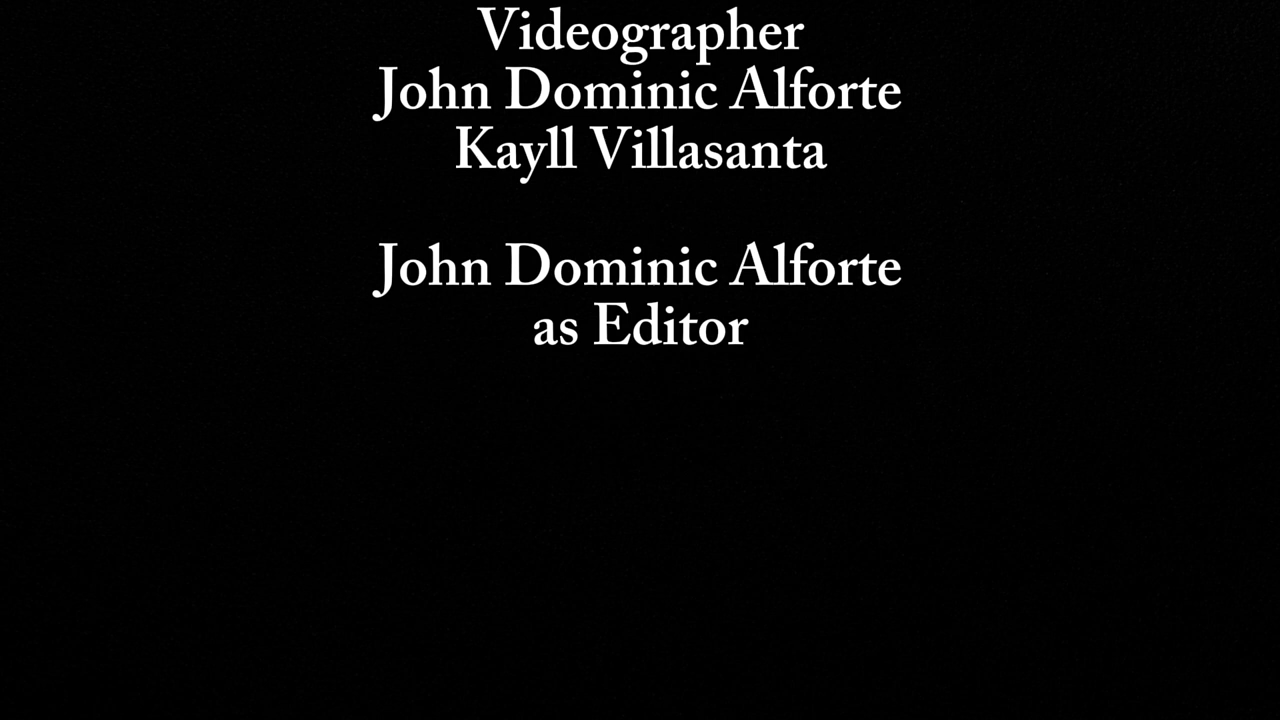 Videographer
John Dominic Alforte
Kayll Villasanta
John Dominic Alforte
as Editor